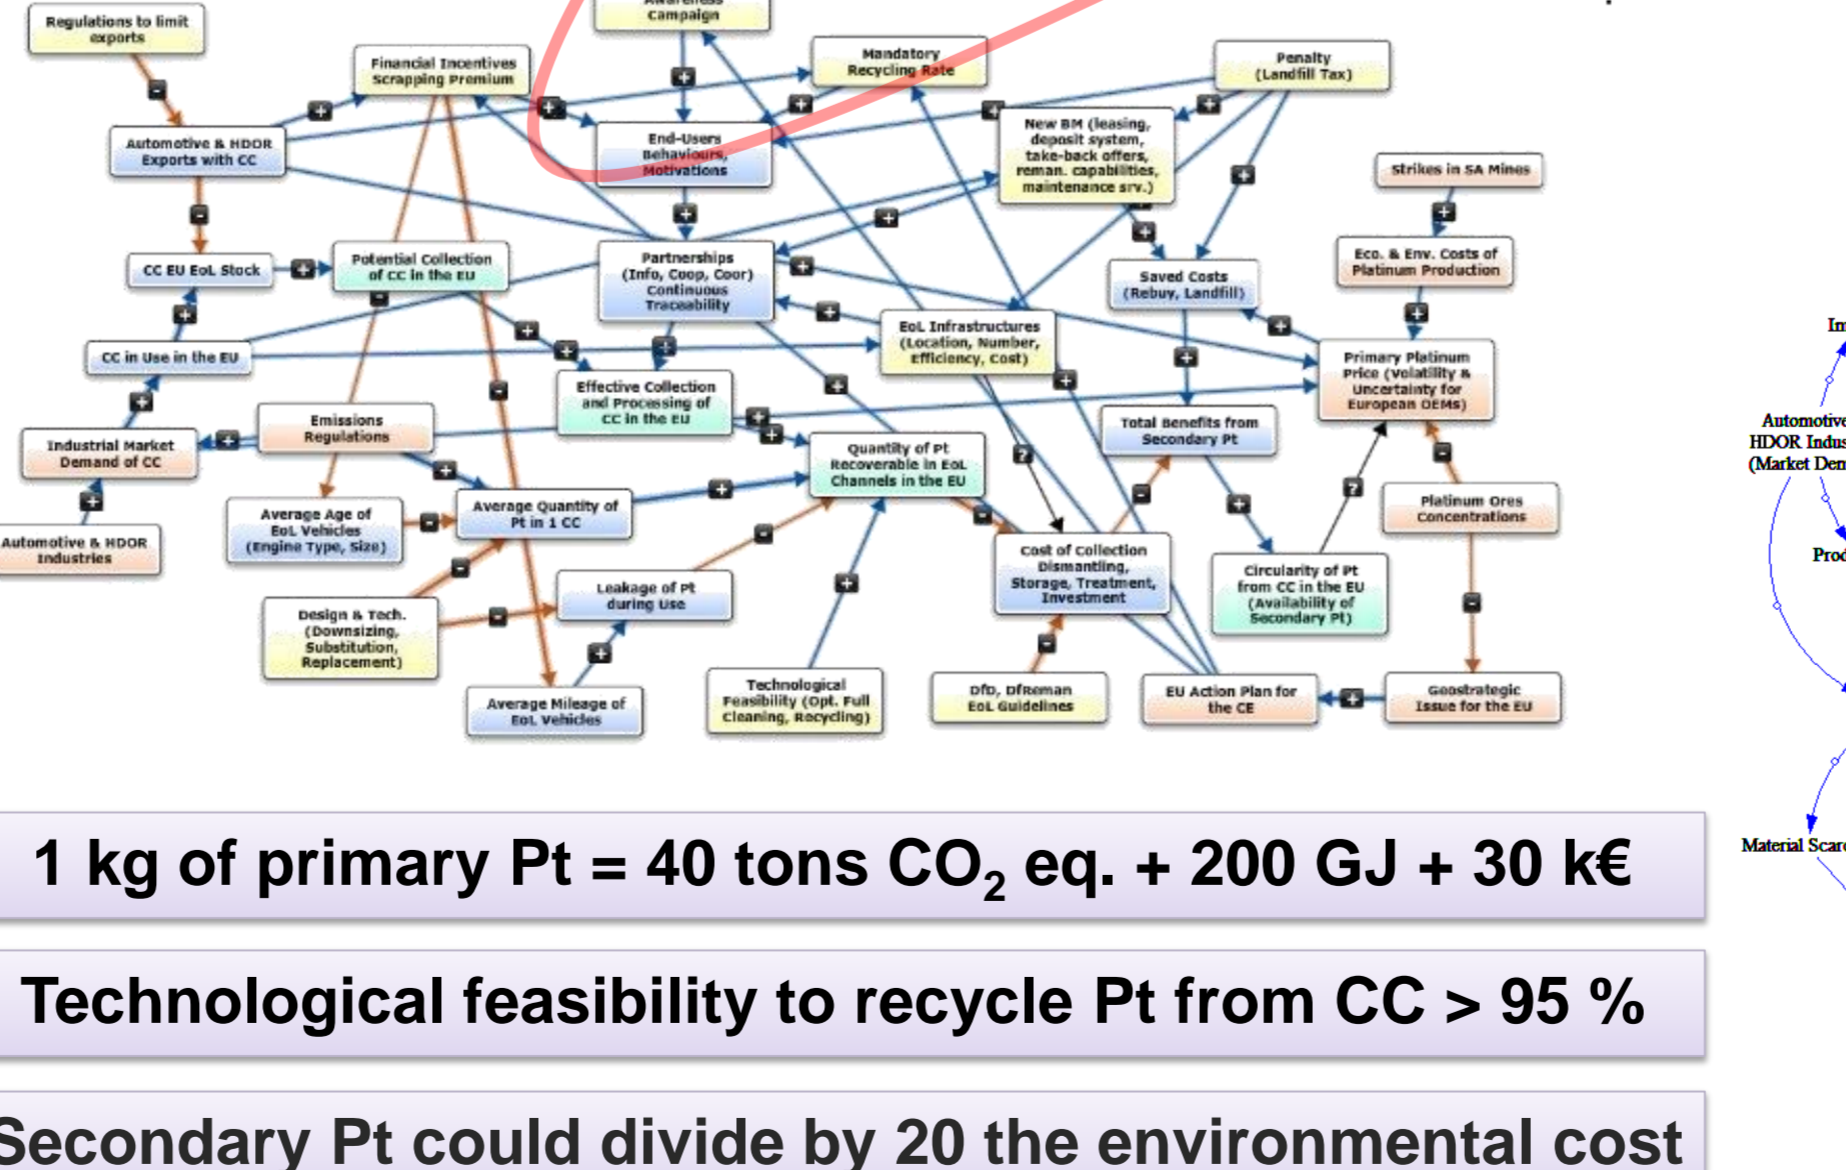 Campaign
Regulations to limit
exports
Financial Incentives
Scrapping Premium
Mandatory
Recycling Rate
Penalty
(Landfill Tax)
Automotive & HDOR
Exports with CC
End-Users
Behaviours,
Motivations
New BM (leasing,
deposit system,
take-back offers,
reman. capabilities,
maintenance srv.)
Strikes in SA Mines
CC EU EoL Stock
Potential Collection
of CC in the EU
Partnerships
(Info, Coop, Coor)
Continuous
Traceability
Saved Costs
(Rebuy, Landfill)
Eco. & Env. Costs of
Platinum Production
CC in Use in the EU
EoL Infrastructures
(Location, Number,
Efficiency, Cost)
Primary Platinum
Price (Volatility &
Uncertainty for
European OEMs)
Effective Collection
and Processing of
CC in the EU
Industrial Market
Demand of CC
Emissions
Regulations
Quantity of Pt
Recoverable in EoL
Channels in the EU
Total Benefits from
Secondary Pt
Automotive & HDOR
Industries
Average Age of
EoL Vehicles
(Engine Type, Size)
Average Quantity of
Pt in 1 CC
Platinum Ores
Concentrations
Cost of Collection
Dismantling,
Storage, Treatment,
Investment
Circularity of Pt
from CC in the EU
(Availability of
Secondary Pt)
Design & Tech.
(Downsizing,
Substitution,
Replacement)
Leakage of Pt
during Use
Average Mileage of
EoL Vehicles
Technological
Feasibility (Opt. Full
Cleaning, Recycling)
DfD, DfReman
EoL Guidelines
EU Action Plan for
the CE
Geostrategic
Issue for the EU
Automotive
HDOR Indus
(Market Dem
Prod
Material Scarc
1 kg of primary Pt = 40 tons CO₂ eq. + 200 GJ + 30 k€
Technological feasibility to recycle Pt from CC > 95 %
Secondary Pt could divide by 20 the environmental cost